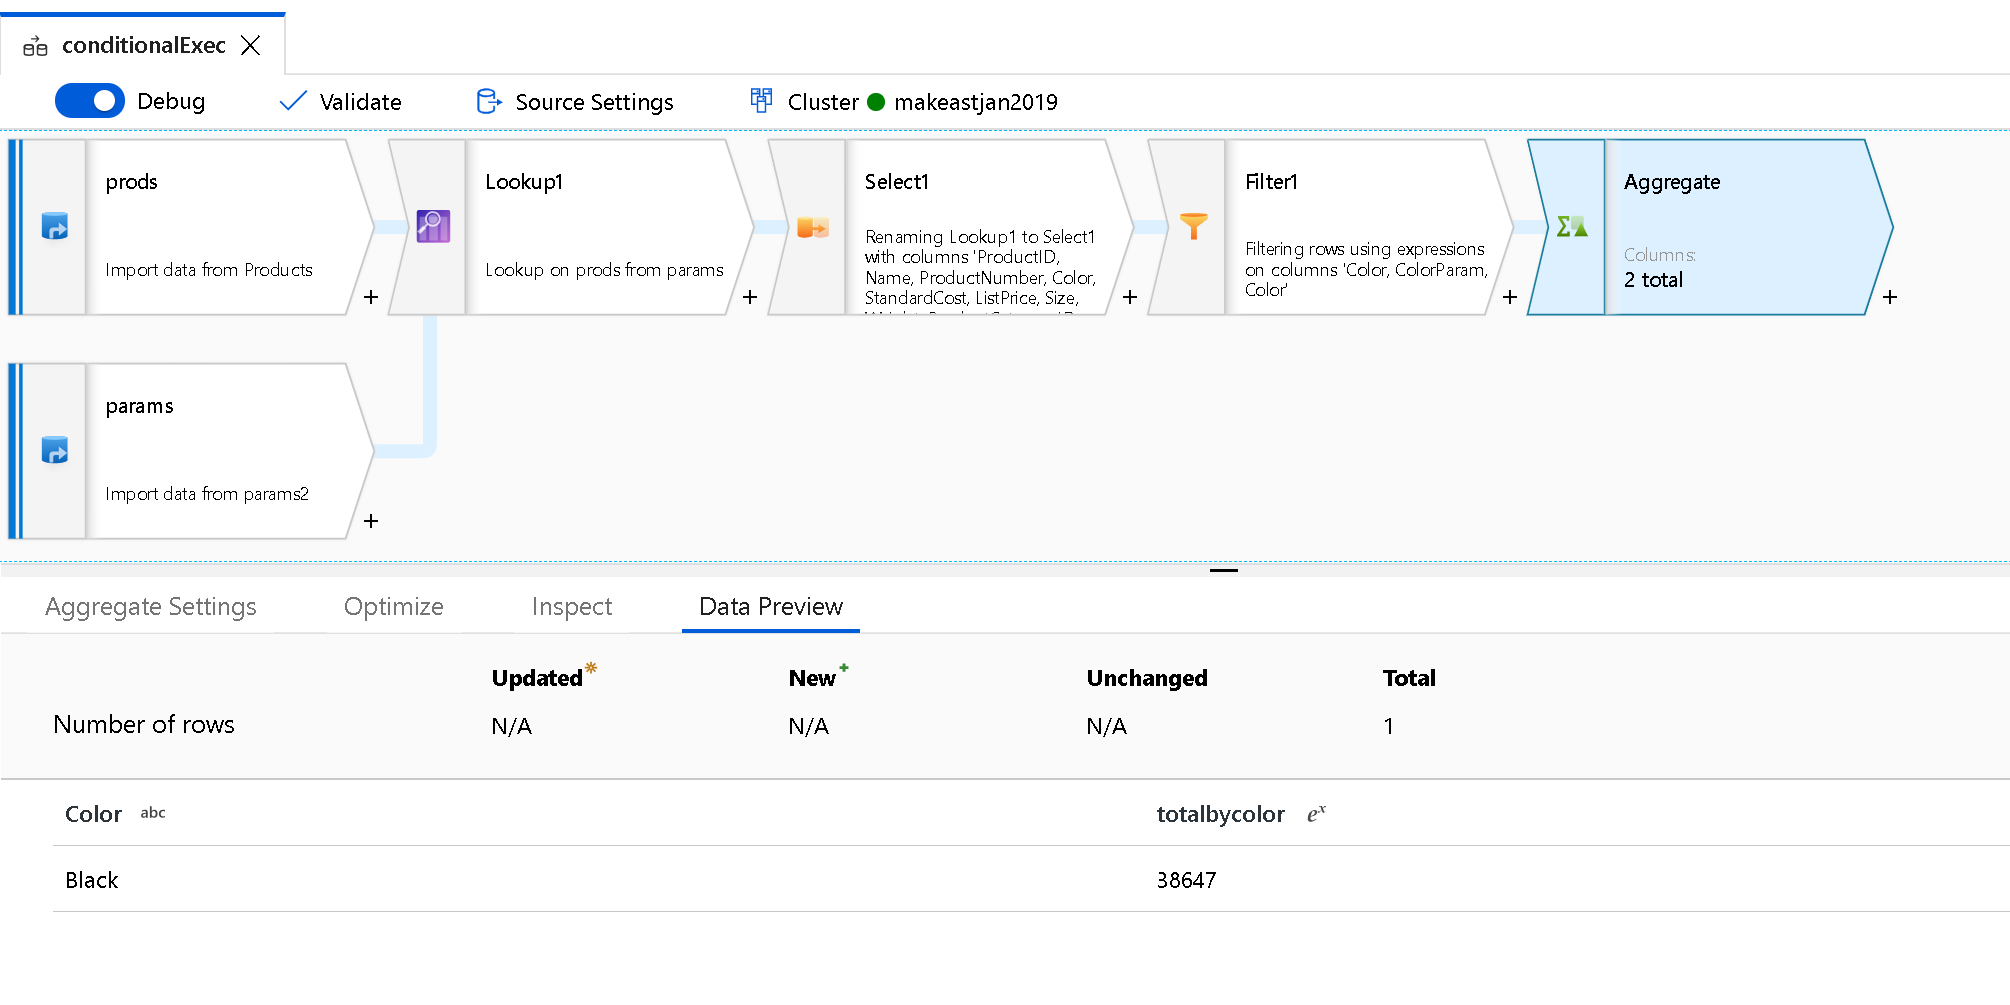 conditionalExec
Debug
Validate
Source Settings
Cluster
makeastjan2019
prods
Import data from Products
Lookup1
Lookup on prods from params
Select1
Renaming Lookup1 to Select1
with columns 'ProductID,
Name, ProductNumber, Color,
StandardCost, ListPrice, Size,
Filter1
Filtering rows using expressions
on columns 'Color, ColorParam,
Color'
Aggregate
Columns:
2 total
params
Import data from params2
Aggregate Settings
Optimize
Inspect
Data Preview
Updated
New
Unchanged
Total
Number of rows
N/A
N/A
N/A
1
Color abc
totalbycolor eˣ
Black
38647